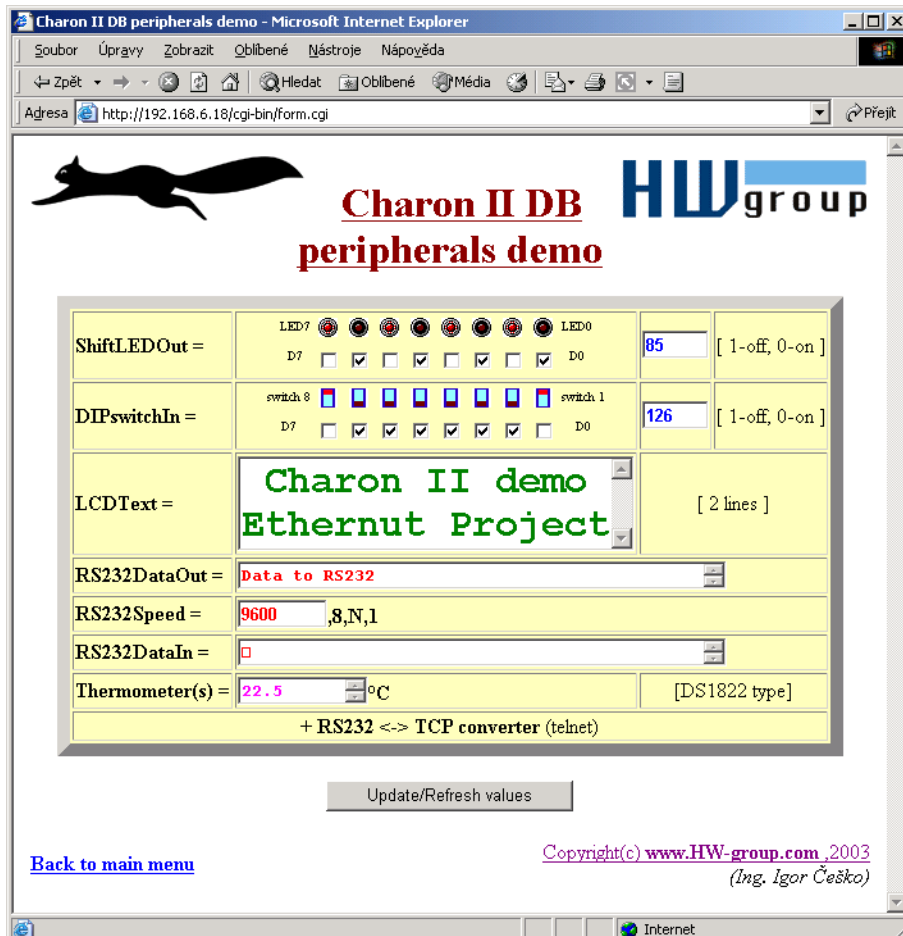 Charon II DB peripherals demo - Microsoft Internet Explorer
Soubor Úpravy Zobrazit Oblíbené Nástroje Nápověda
Zpět Hledat Oblíbené Média
Adresa http://192.168.6.18/cgi-bin/form.cgi Přejít
HW group
Charon II DB
peripherals demo
LED7 LED0
ShiftLEDOut = 85 [ 1-off, 0-on ]
D7 D0
switch 8 switch 1
DIPswitchIn = 126 [ 1-off, 0-on ]
D7 D0
Charon II demo
LCDText = [ 2 lines ]
Ethernut Project
RS232DataOut = Data to RS232
RS232Speed = 9600 ,8,N,1
RS232DataIn =
Thermometer(s) = 22.5 °C [DS1822 type]
+ RS232 <-> TCP converter (telnet)
Update/Refresh values
Copyright(c) www.HW-group.com ,2003
Back to main menu
(Ing. Igor Češko)
Internet